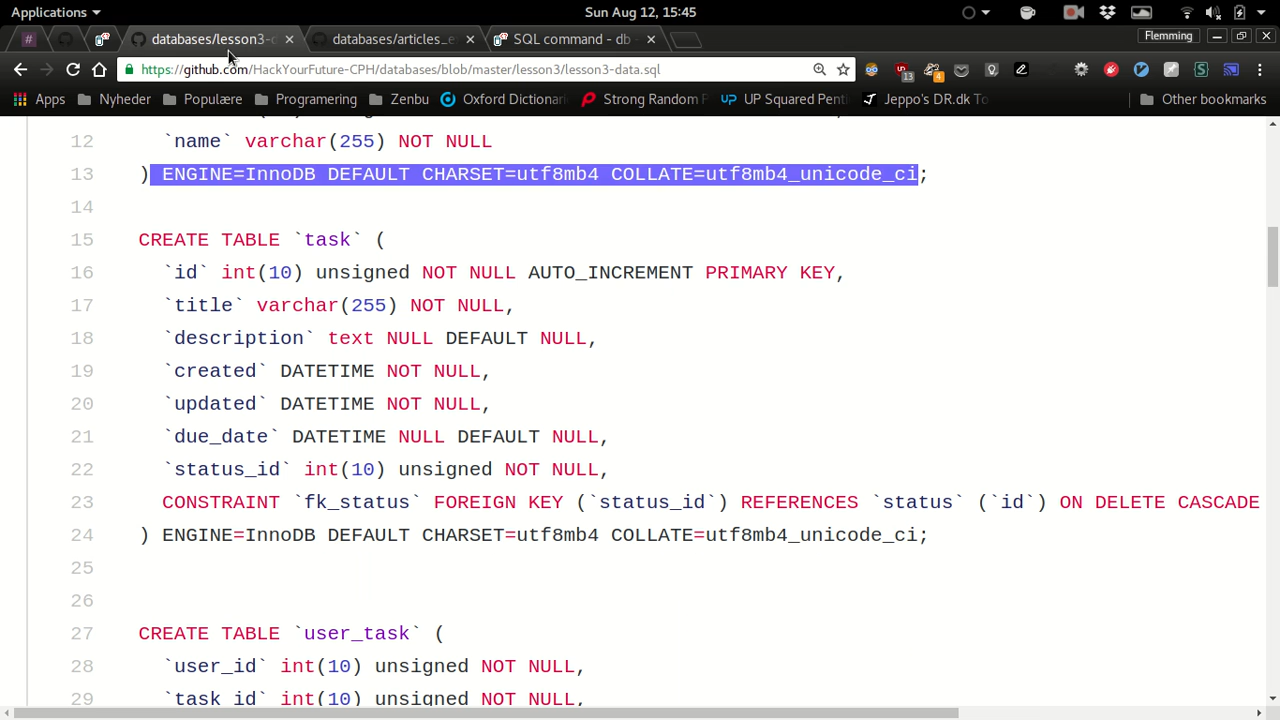 Applications
Sun Aug 12, 15:45
#
databases/lesson3-d
databases/articles_e
SQL command - db -
Flemming
https://github.com/HackYourFuture-CPH/databases/blob/master/lesson3/lesson3-data.sql
13
4
Apps
Nyheder
Populære
Programering
Zenbu
Oxford Dictionari
Strong Random P
UP Squared Penti
Jeppo's DR.dk To
Other bookmarks
12 `name` varchar(255) NOT NULL
13 ) ENGINE=InnoDB DEFAULT CHARSET=utf8mb4 COLLATE=utf8mb4_unicode_ci;
14
15 CREATE TABLE `task` (
16 `id` int(10) unsigned NOT NULL AUTO_INCREMENT PRIMARY KEY,
17 `title` varchar(255) NOT NULL,
18 `description` text NULL DEFAULT NULL,
19 `created` DATETIME NOT NULL,
20 `updated` DATETIME NOT NULL,
21 `due_date` DATETIME NULL DEFAULT NULL,
22 `status_id` int(10) unsigned NOT NULL,
23 CONSTRAINT `fk_status` FOREIGN KEY (`status_id`) REFERENCES `status` (`id`) ON DELETE CASCADE
24 ) ENGINE=InnoDB DEFAULT CHARSET=utf8mb4 COLLATE=utf8mb4_unicode_ci;
25
26
27 CREATE TABLE `user_task` (
28 `user_id` int(10) unsigned NOT NULL,
29 `task_id` int(10) unsigned NOT NULL,